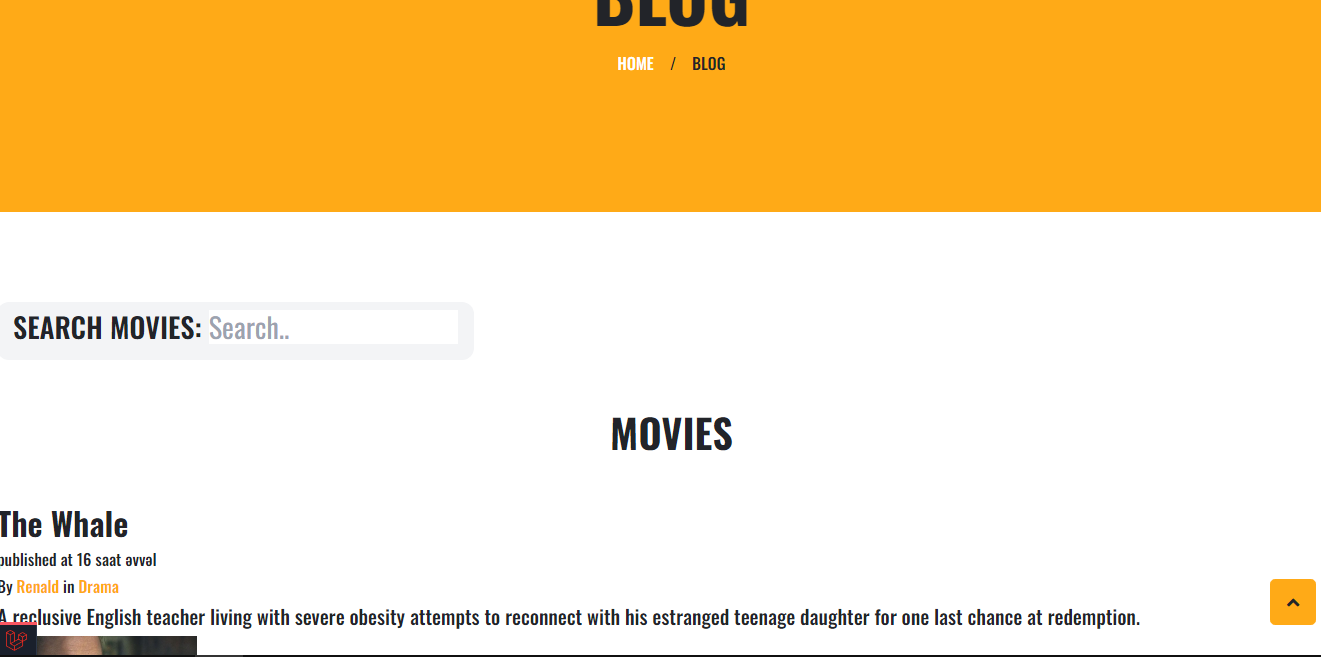 BLOG
HOME / BLOG
SEARCH MOVIES: Search..
MOVIES
The Whale
published at 16 saat əvvəl
By Renald in Drama
A reclusive English teacher living with severe obesity attempts to reconnect with his estranged teenage daughter for one last chance at redemption.